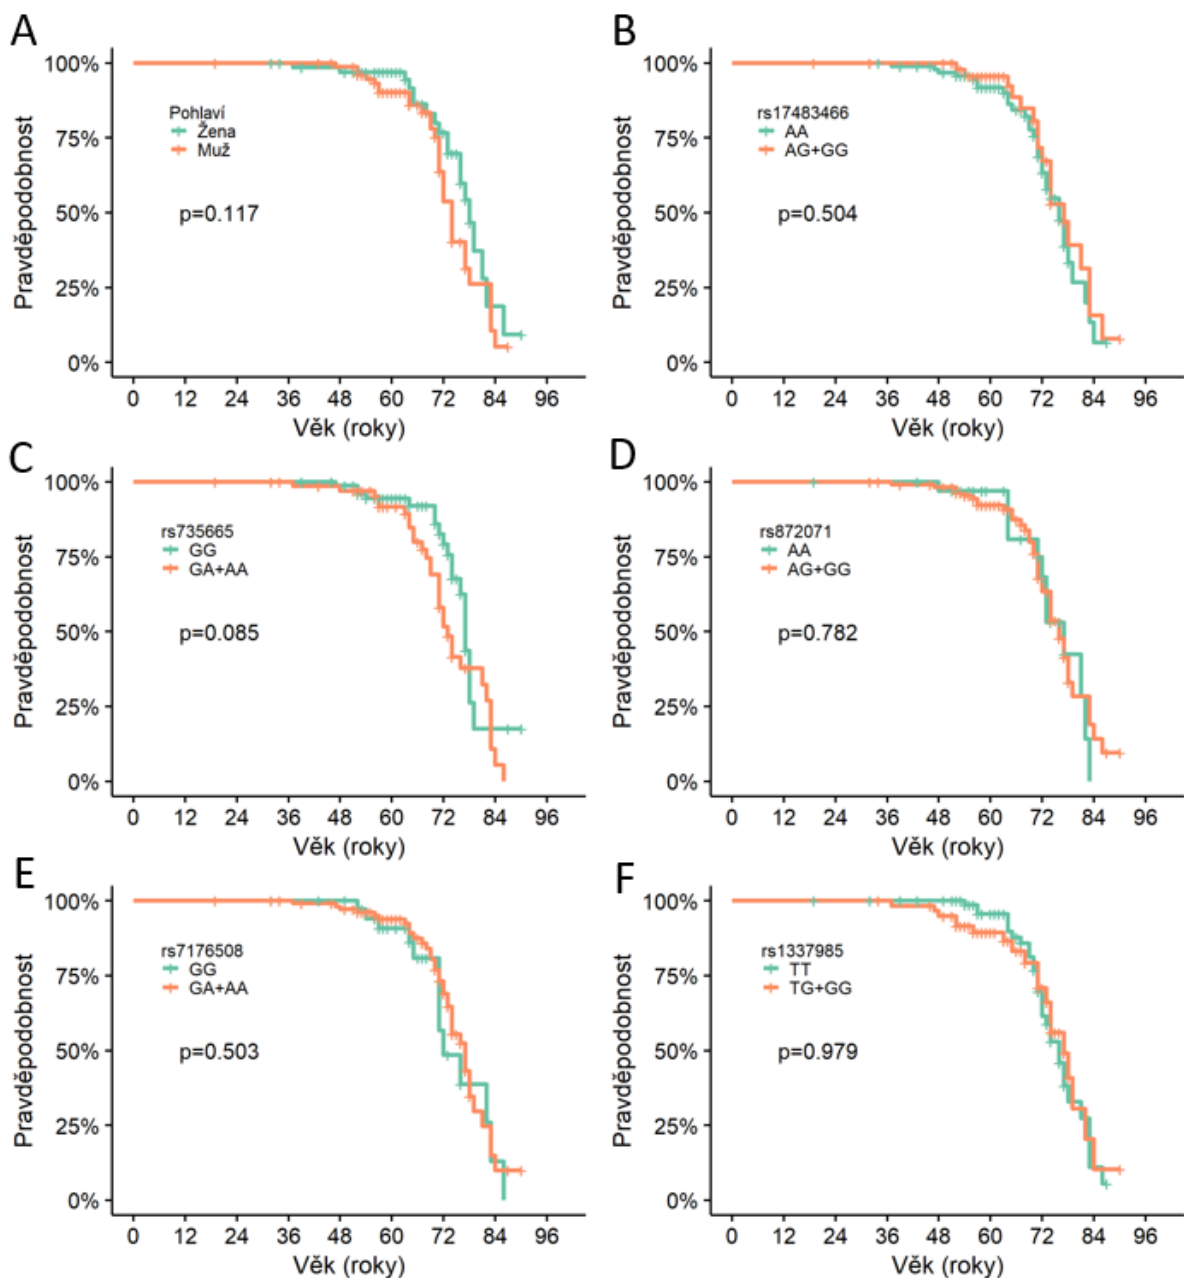 A
Pravděpodobnost
100%
75%
50%
25%
0%
Pohlaví
Žena
Muž
p=0.117
0 12 24 36 48 60 72 84 96
Věk (roky)
B
Pravděpodobnost
100%
75%
50%
25%
0%
rs17483466
AA
AG+GG
p=0.504
0 12 24 36 48 60 72 84 96
Věk (roky)
C
Pravděpodobnost
100%
75%
50%
25%
0%
rs735665
GG
GA+AA
p=0.085
0 12 24 36 48 60 72 84 96
Věk (roky)
D
Pravděpodobnost
100%
75%
50%
25%
0%
rs872071
AA
AG+GG
p=0.782
0 12 24 36 48 60 72 84 96
Věk (roky)
E
Pravděpodobnost
100%
75%
50%
25%
0%
rs7176508
GG
GA+AA
p=0.503
0 12 24 36 48 60 72 84 96
Věk (roky)
F
Pravděpodobnost
100%
75%
50%
25%
0%
rs1337985
TT
TG+GG
p=0.979
0 12 24 36 48 60 72 84 96
Věk (roky)